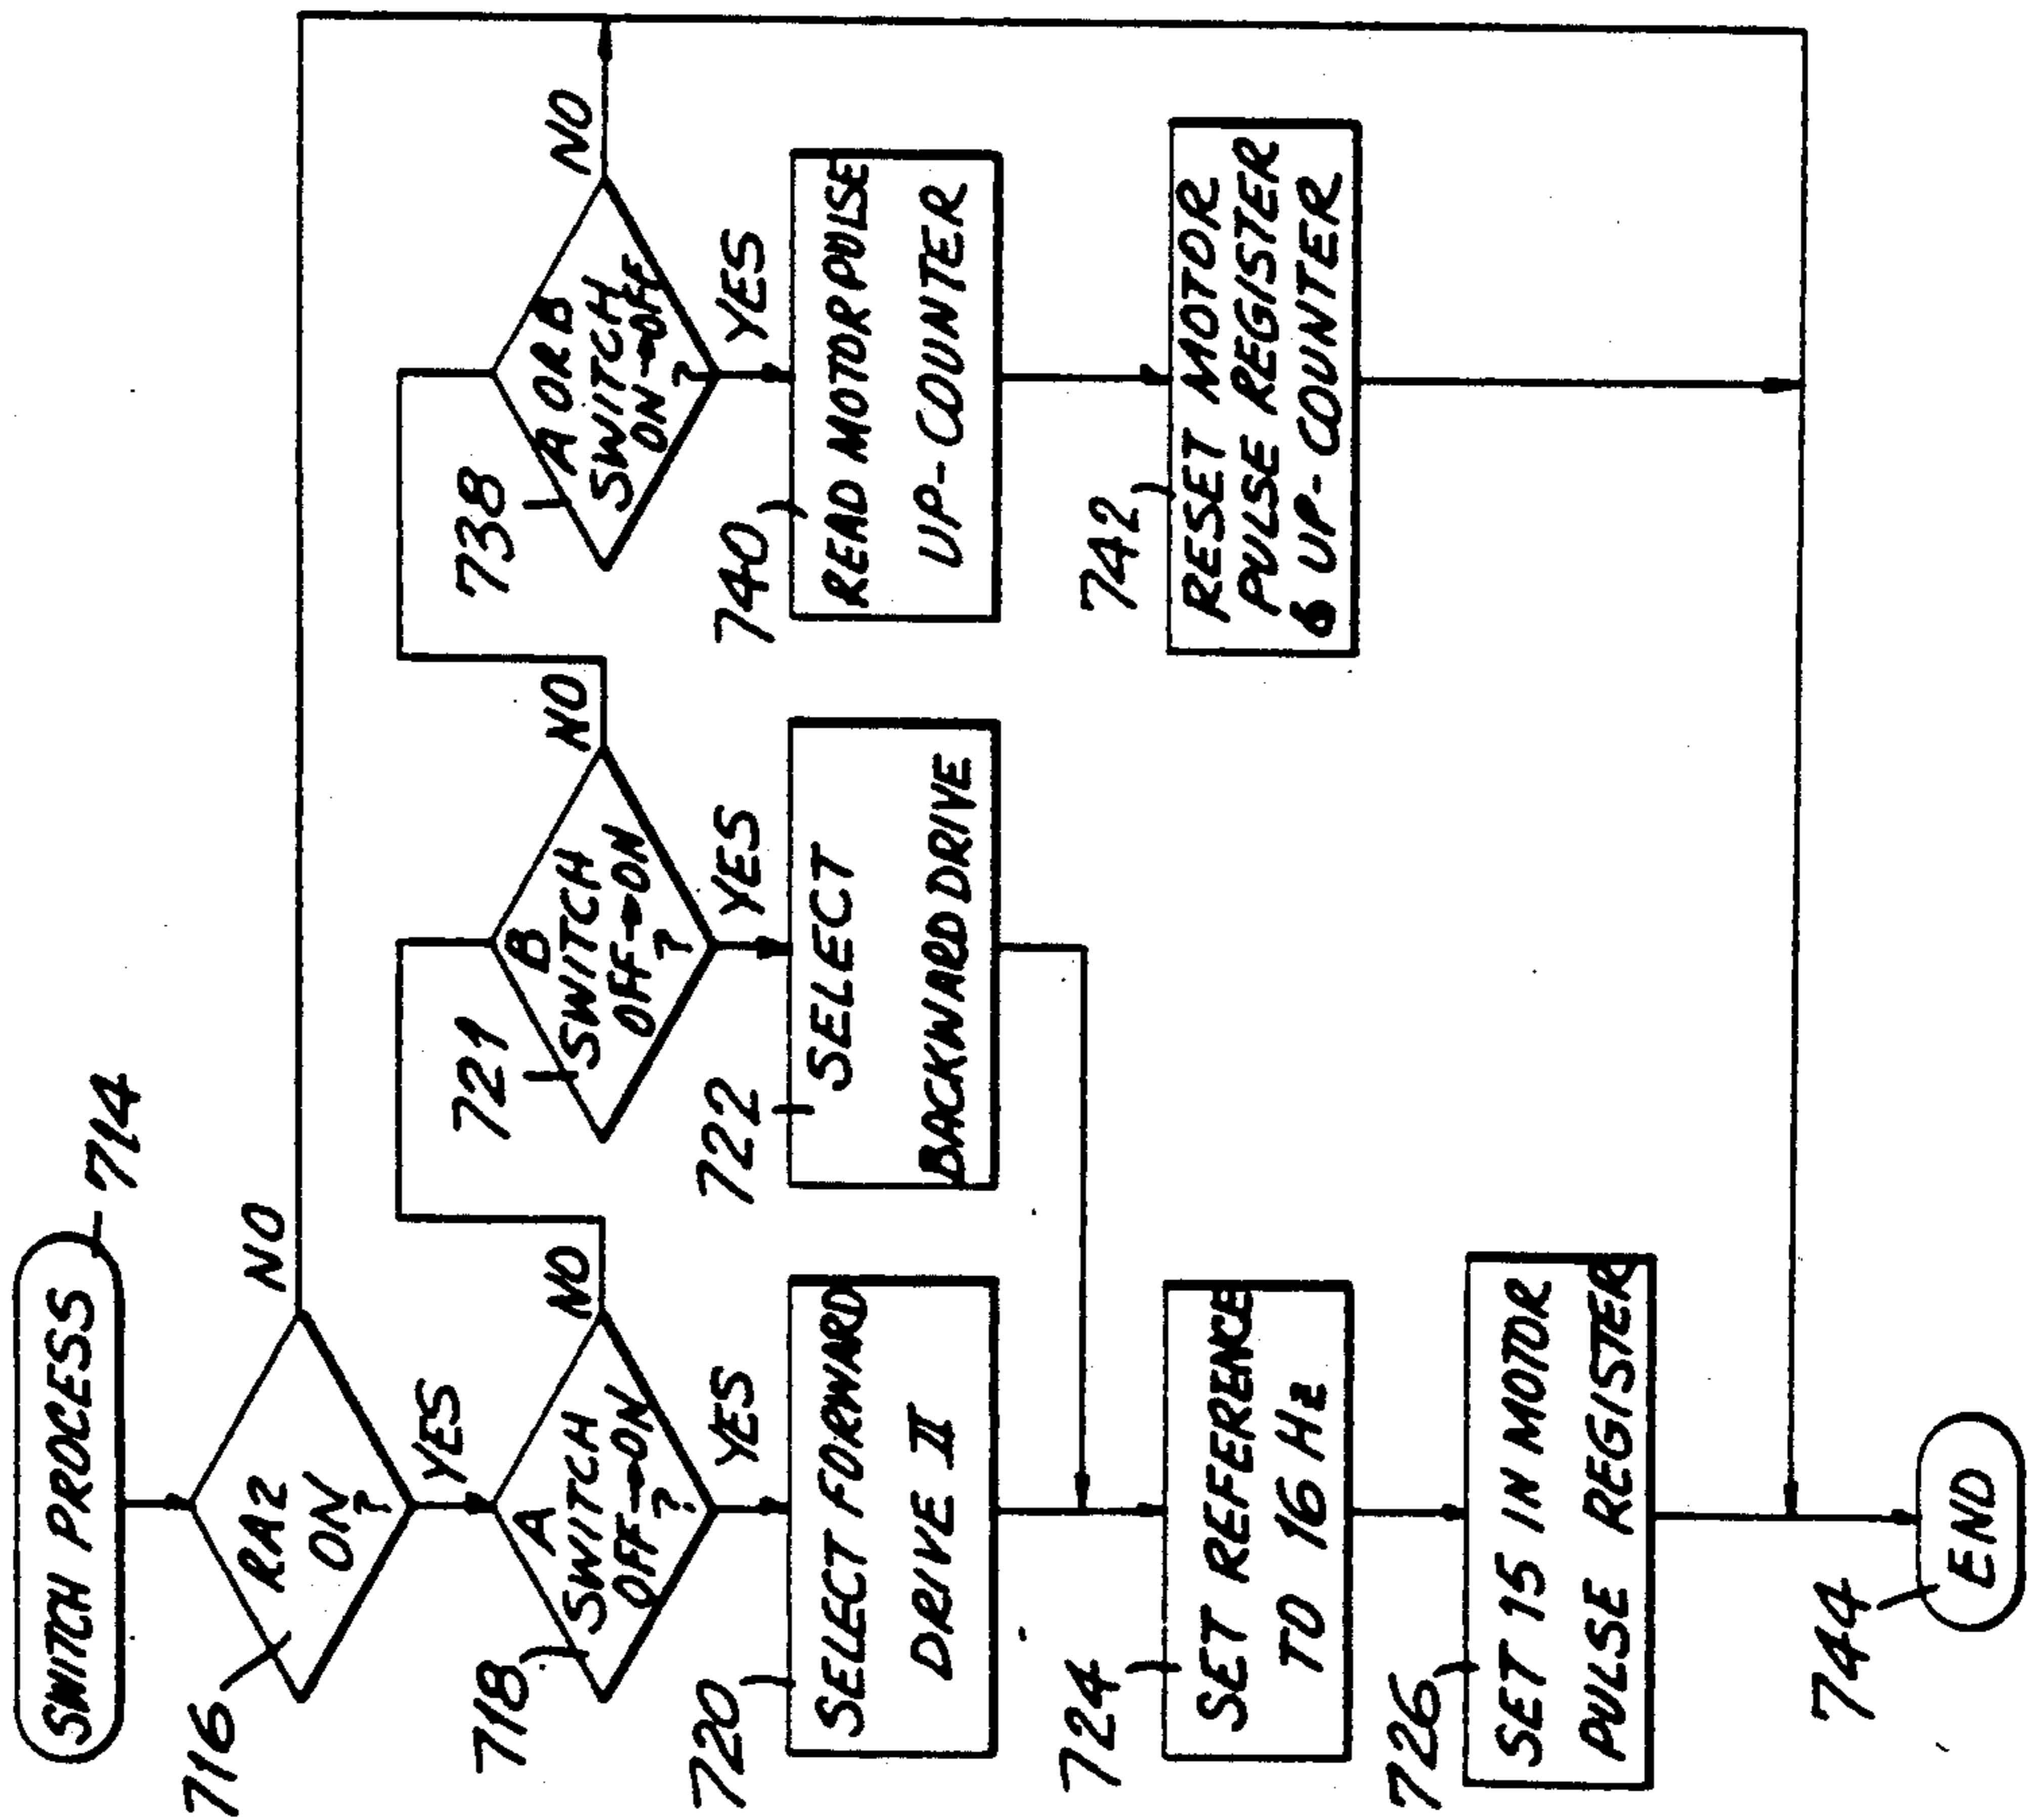 SWITCH PROCESS
714
716
RA2
ON
?
NO
YES
718
A
SWITCH
OFF→ON
?
NO
YES
720
SELECT FORWARD
DRIVE II
721
B
SWITCH
OFF→ON
?
NO
YES
722
SELECT
BACKWARD DRIVE
738
A OR B
SWITCH
ON→OFF
?
NO
YES
740
READ MOTOR PULSE
UP-COUNTER
742
RESET MOTOR
PULSE REGISTER
& UP-COUNTER
724
SET REFERENCE
TO 16 Hz
726
SET 15 IN MOTOR
PULSE REGISTER
744
END